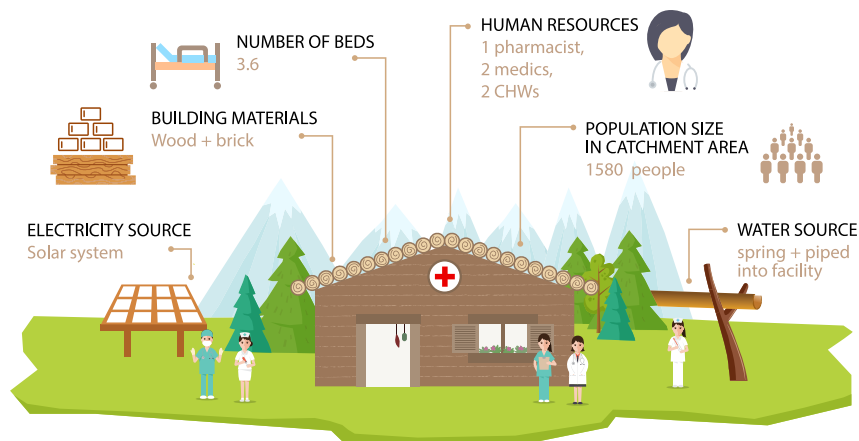 NUMBER OF BEDS
3.6
HUMAN RESOURCES
1 pharmacist,
2 medics,
2 CHWs
BUILDING MATERIALS
Wood + brick
POPULATION SIZE
IN CATCHMENT AREA
1580 people
ELECTRICITY SOURCE
Solar system
WATER SOURCE
spring + piped
into facility